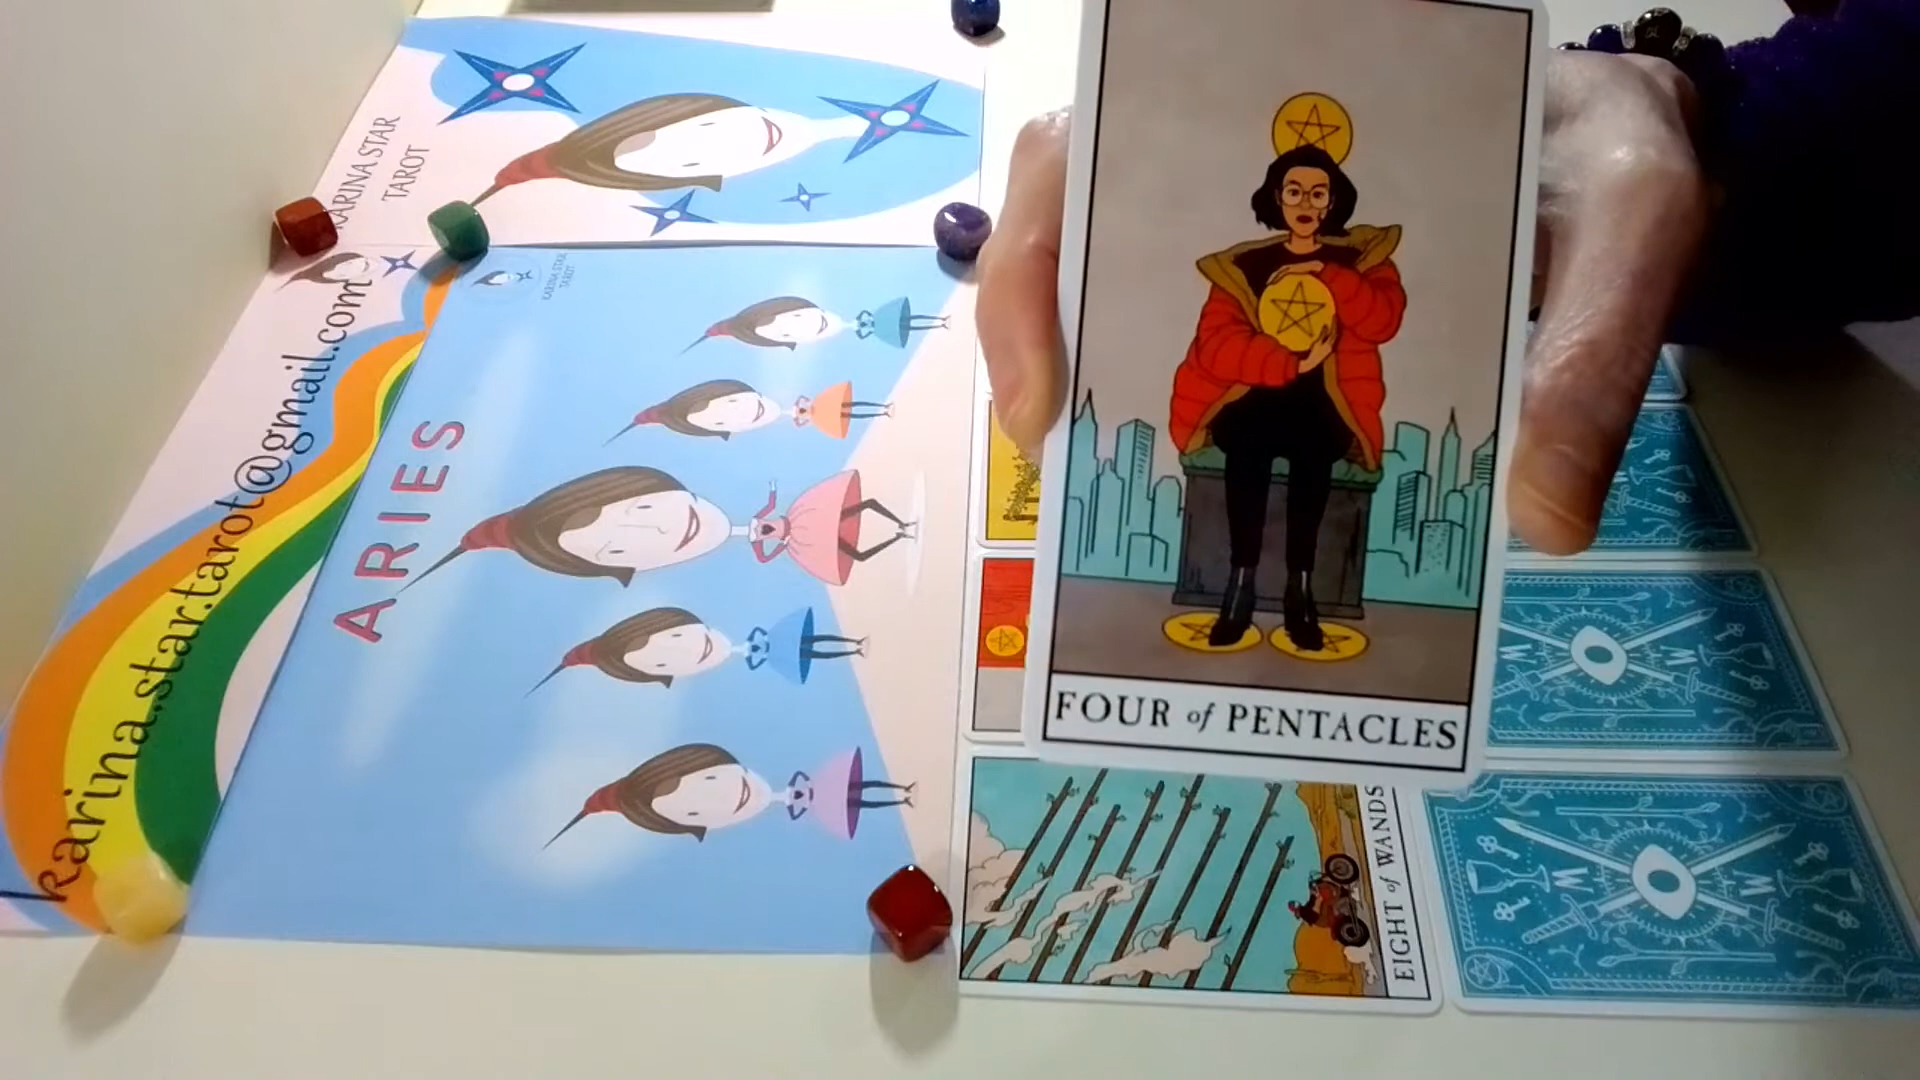 KARINA STAR
TAROT
karina.star.tarot@gmail.com
KARINA STAR
TAROT
ARIES
FOUR of PENTACLES
EIGHT of WANDS
W W
W W